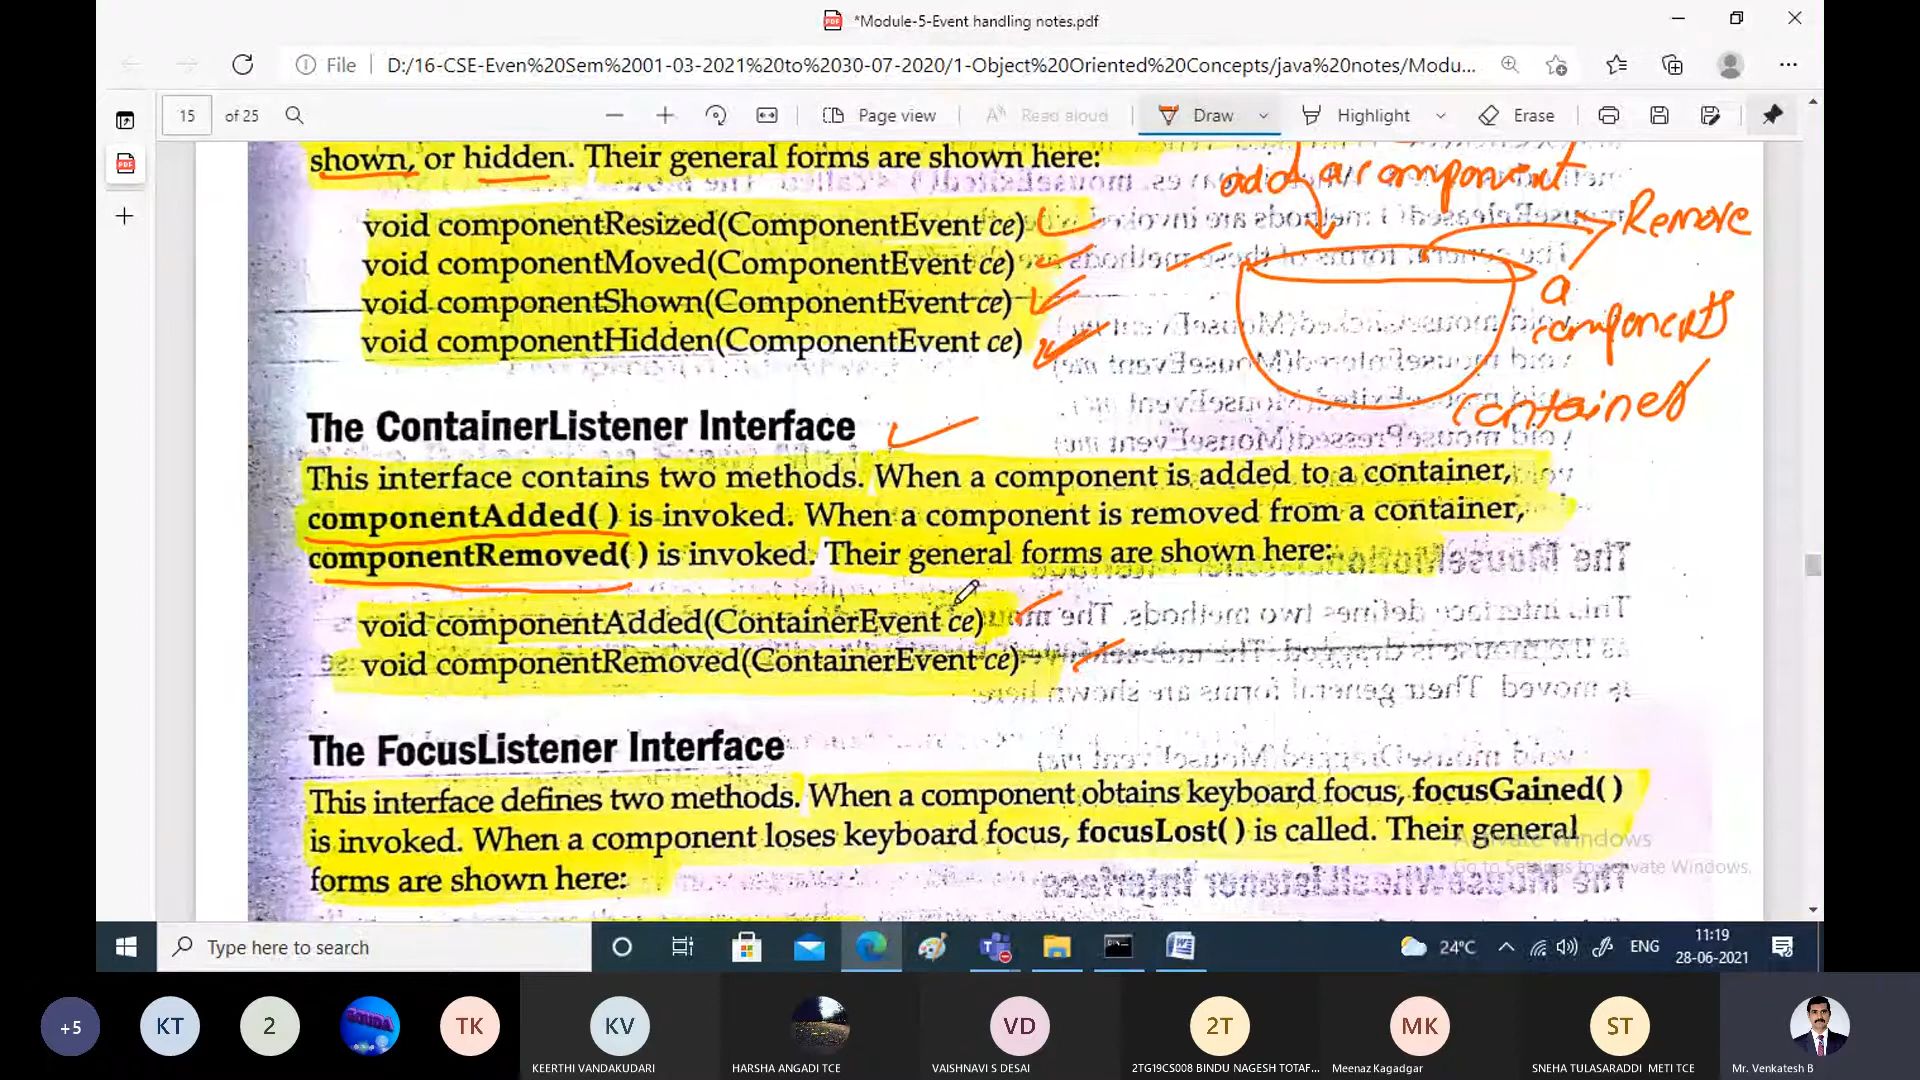 *Module-5-Event handling notes.pdf
File
D:/16-CSE-Even%20Sem%2001-03-2021%20to%2030-07-2020/1-Object%20Oriented%20Concepts/java%20notes/Modu...
15 of 25
Page view
Read aloud
Draw
Highlight
Erase
shown, or hidden. Their general forms are shown here:
void componentResized(ComponentEvent ce)
void componentMoved(ComponentEvent ce)
void componentShown(ComponentEvent ce)
void componentHidden(ComponentEvent ce)
add a component
Remove
a
components
The ContainerListener Interface
This interface contains two methods. When a component is added to a container,
componentAdded( ) is invoked. When a component is removed from a container,
componentRemoved( ) is invoked. Their general forms are shown here:
void componentAdded(ContainerEvent ce)
void componentRemoved(ContainerEvent ce)
The FocusListener Interface
This interface defines two methods. When a component obtains keyboard focus, focusGained( )
is invoked. When a component loses keyboard focus, focusLost( ) is called. Their general
forms are shown here:
Activate Windows
Go to Settings to activate Windows.
Type here to search
24°C
ENG
11:19
28-06-2021
+5
KT
2
GOUDA
TK
KV
KEERTHI VANDAKUDARI
HARSHA ANGADI TCE
VD
VAISHNAVI S DESAI
2T
2TG19CS008 BINDU NAGESH TOTAF...
MK
Meenaz Kagadgar
ST
SNEHA TULASARADDI METI TCE
Mr. Venkatesh B